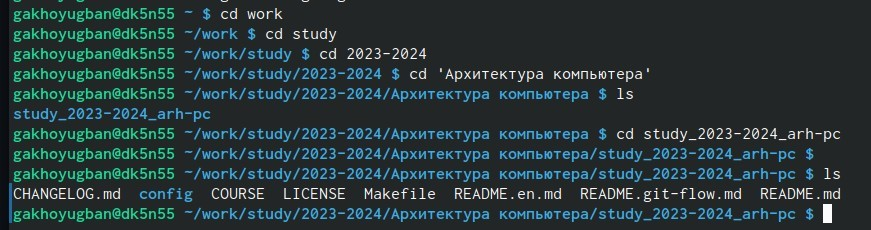 gakhoyugban@dk5n55 ~ $ cd work
gakhoyugban@dk5n55 ~/work $ cd study
gakhoyugban@dk5n55 ~/work/study $ cd 2023-2024
gakhoyugban@dk5n55 ~/work/study/2023-2024 $ cd 'Архитектура компьютера'
gakhoyugban@dk5n55 ~/work/study/2023-2024/Архитектура компьютера $ ls
study_2023-2024_arh-pc
gakhoyugban@dk5n55 ~/work/study/2023-2024/Архитектура компьютера $ cd study_2023-2024_arh-pc
gakhoyugban@dk5n55 ~/work/study/2023-2024/Архитектура компьютера/study_2023-2024_arh-pc $
gakhoyugban@dk5n55 ~/work/study/2023-2024/Архитектура компьютера/study_2023-2024_arh-pc $ ls
CHANGELOG.md config COURSE LICENSE Makefile README.en.md README.git-flow.md README.md
gakhoyugban@dk5n55 ~/work/study/2023-2024/Архитектура компьютера/study_2023-2024_arh-pc $